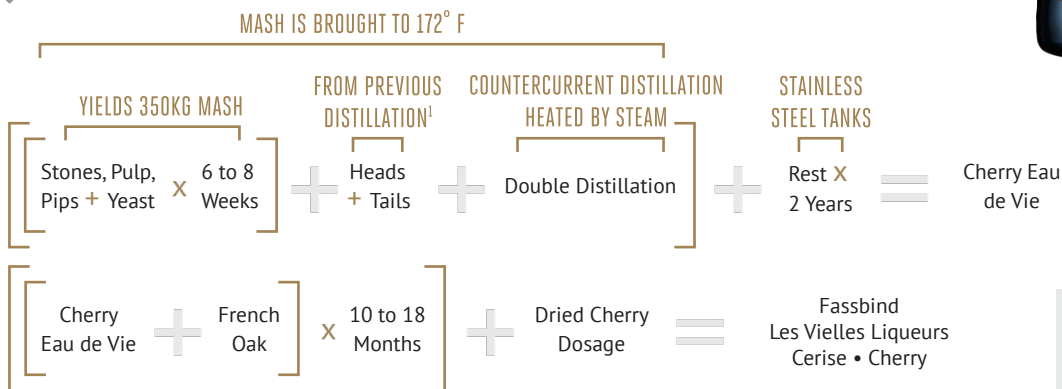 MASH IS BROUGHT TO 172° F
YIELDS 350KG MASH
FROM PREVIOUS
DISTILLATION¹
COUNTERCURRENT DISTILLATION
HEATED BY STEAM
STAINLESS
STEEL TANKS
Stones, Pulp,
Pips + Yeast
x
6 to 8
Weeks
+
Heads
+ Tails
+
Double Distillation
+
Rest x
2 Years
=
Cherry Eau
de Vie
Cherry
Eau de Vie
+
French
Oak
x
10 to 18
Months
+
Dried Cherry
Dosage
=
Fassbind
Les Vielles Liqueurs
Cerise • Cherry